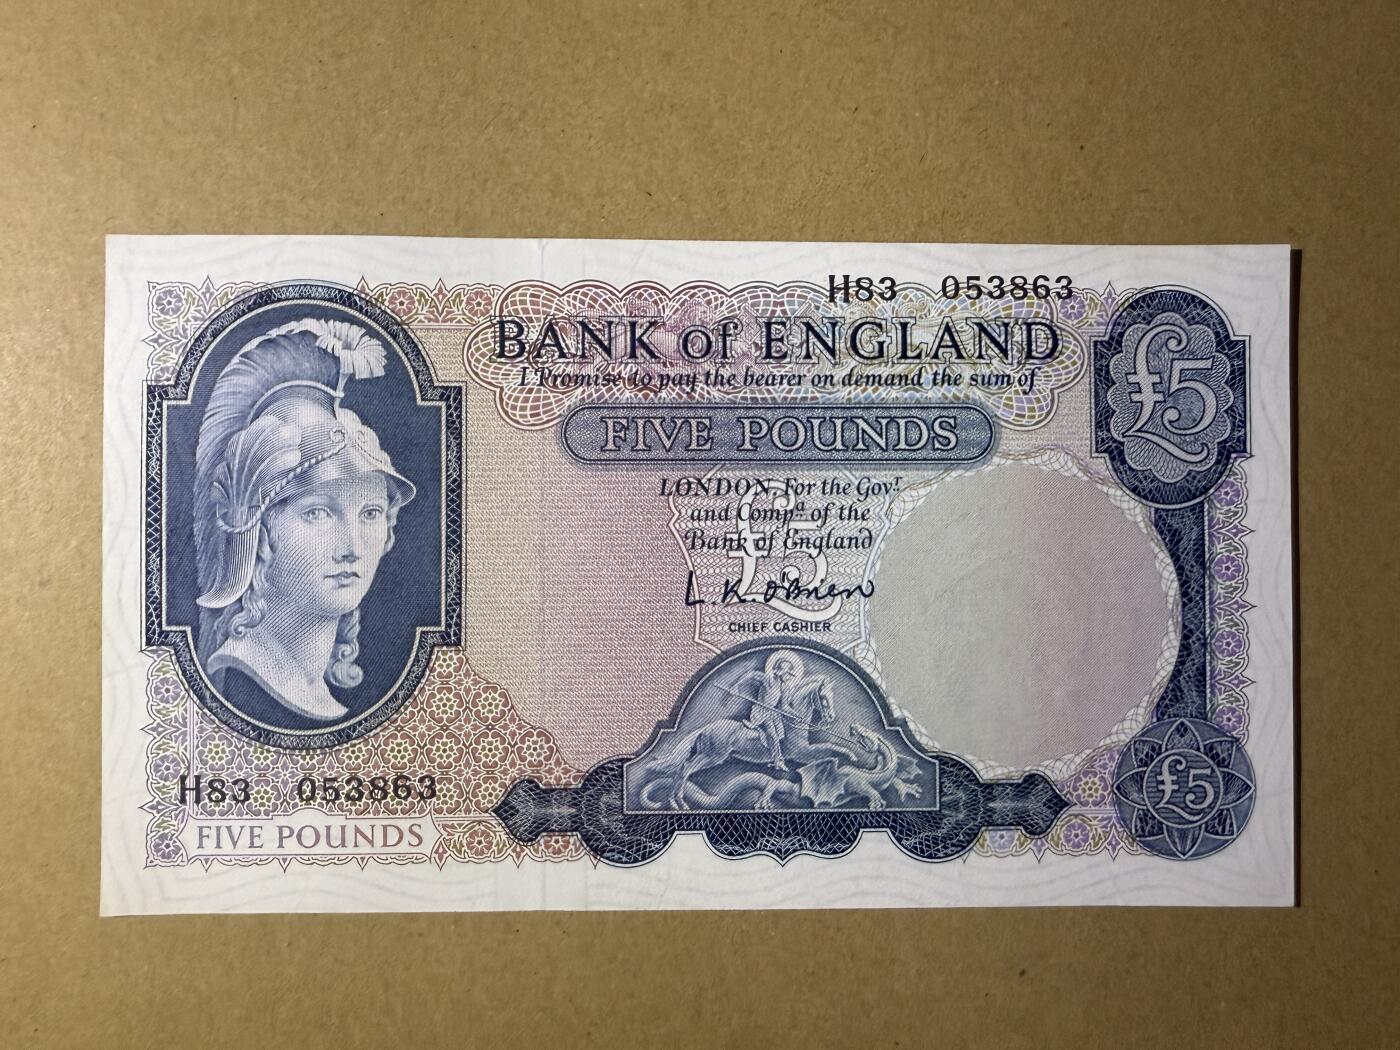 H83 053863
BANK of ENGLAND
I Promise to pay the bearer on demand the sum of
£5
FIVE POUNDS
LONDON, For the Govr
and Compa of the
Bank of England
£5
L. K. O'Brien
CHIEF CASHIER
H83 053863
FIVE POUNDS
£5